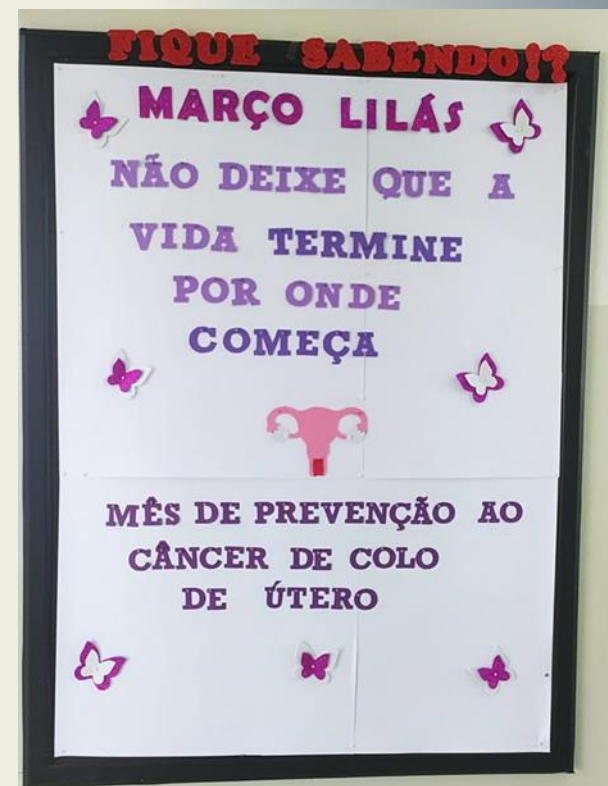 FIQUE SABENDO!?
MARÇO LILÁS
NÃO DEIXE QUE A
VIDA TERMINE
POR ONDE
COMEÇA
MÊS DE PREVENÇÃO AO
CÂNCER DE COLO
DE ÚTERO